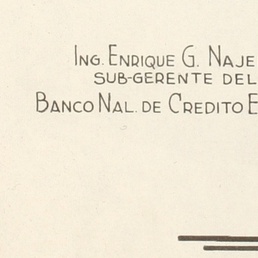 Ing. Enrique G. Naje
SUB-GERENTE DEL
Banco Nal. de Credito E